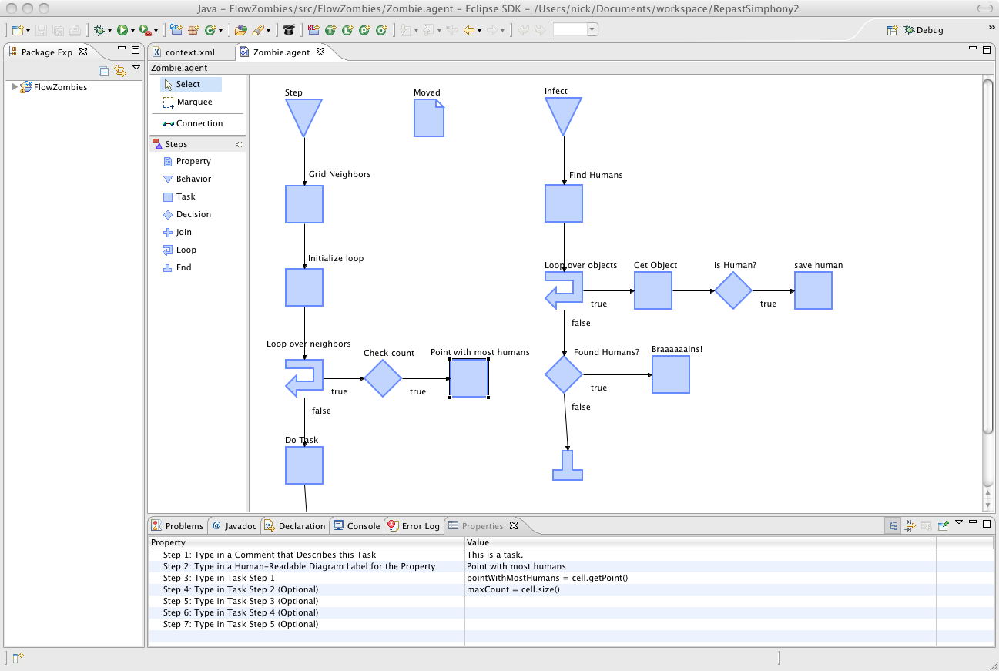 Java – FlowZombies/src/FlowZombies/Zombie.agent – Eclipse SDK – /Users/nick/Documents/workspace/RepastSimphony2
Debug
»
Package Exp
context.xml
Zombie.agent
Zombie.agent
FlowZombies
Select
Marquee
Connection
Steps
Property
Behavior
Task
Decision
Join
Loop
End
Step
Moved
Infect
Grid Neighbors
Find Humans
Initialize loop
Loop over objects
Get Object
is Human?
save human
true
true
false
Loop over neighbors
Check count
Point with most humans
Found Humans?
Braaaaaains!
true
true
true
false
false
Do Task
Problems
@ Javadoc
Declaration
Console
Error Log
Properties
Property Value
Step 1: Type in a Comment that Describes this Task This is a task.
Step 2: Type in a Human-Readable Diagram Label for the Property Point with most humans
Step 3: Type in Task Step 1 pointWithMostHumans = cell.getPoint()
Step 4: Type in Task Step 2 (Optional) maxCount = cell.size()
Step 5: Type in Task Step 3 (Optional)
Step 6: Type in Task Step 4 (Optional)
Step 7: Type in Task Step 5 (Optional)